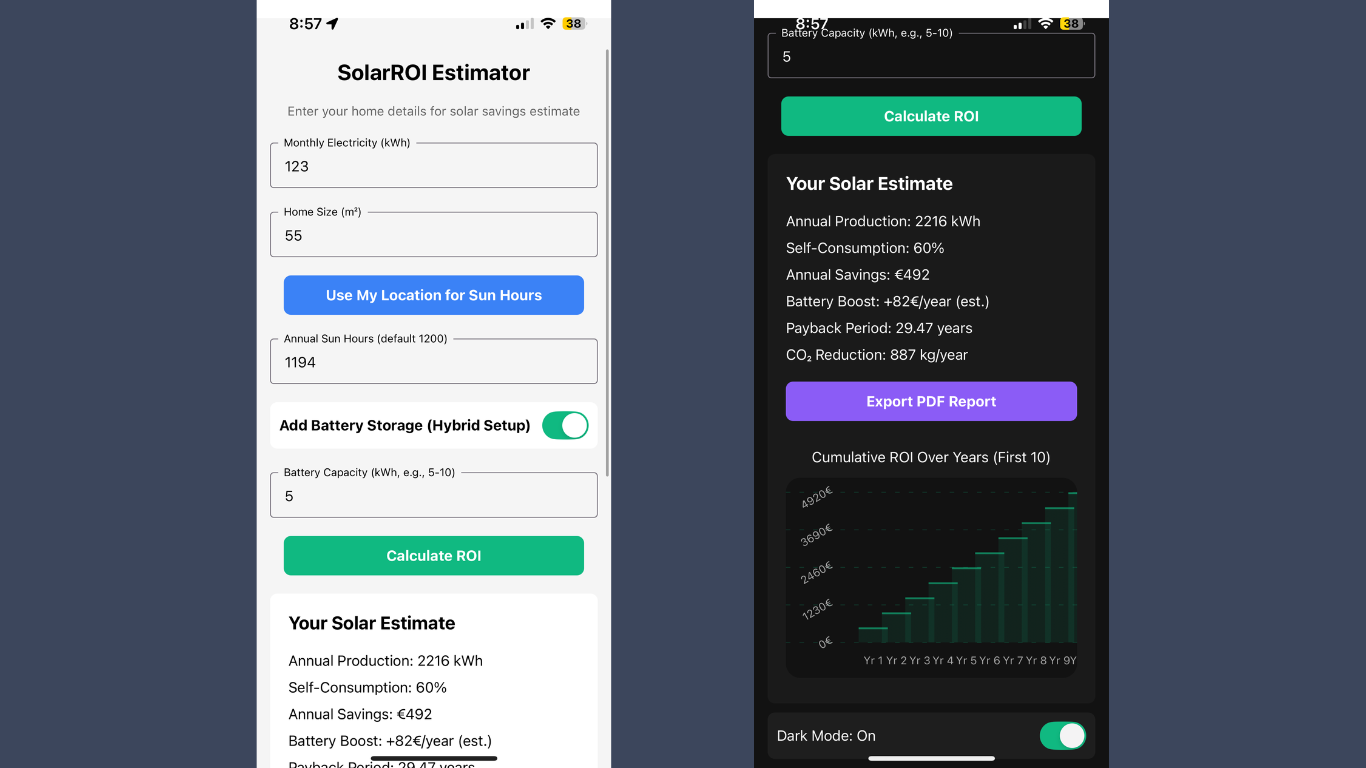 8:57
38
SolarROI Estimator
Enter your home details for solar savings estimate
Monthly Electricity (kWh)
123
Home Size (m²)
55
Use My Location for Sun Hours
Annual Sun Hours (default 1200)
1194
Add Battery Storage (Hybrid Setup)
Battery Capacity (kWh, e.g., 5-10)
5
Calculate ROI
Your Solar Estimate
Annual Production: 2216 kWh
Self-Consumption: 60%
Annual Savings: €492
Battery Boost: +82€/year (est.)
Payback Period: 29.47 years
8:57
38
Battery Capacity (kWh, e.g., 5-10)
5
Calculate ROI
Your Solar Estimate
Annual Production: 2216 kWh
Self-Consumption: 60%
Annual Savings: €492
Battery Boost: +82€/year (est.)
Payback Period: 29.47 years
CO₂ Reduction: 887 kg/year
Export PDF Report
Cumulative ROI Over Years (First 10)
4920€
3690€
2460€
1230€
0€
Yr 1 Yr 2 Yr 3 Yr 4 Yr 5 Yr 6 Yr 7 Yr 8 Yr 9Y
Dark Mode: On